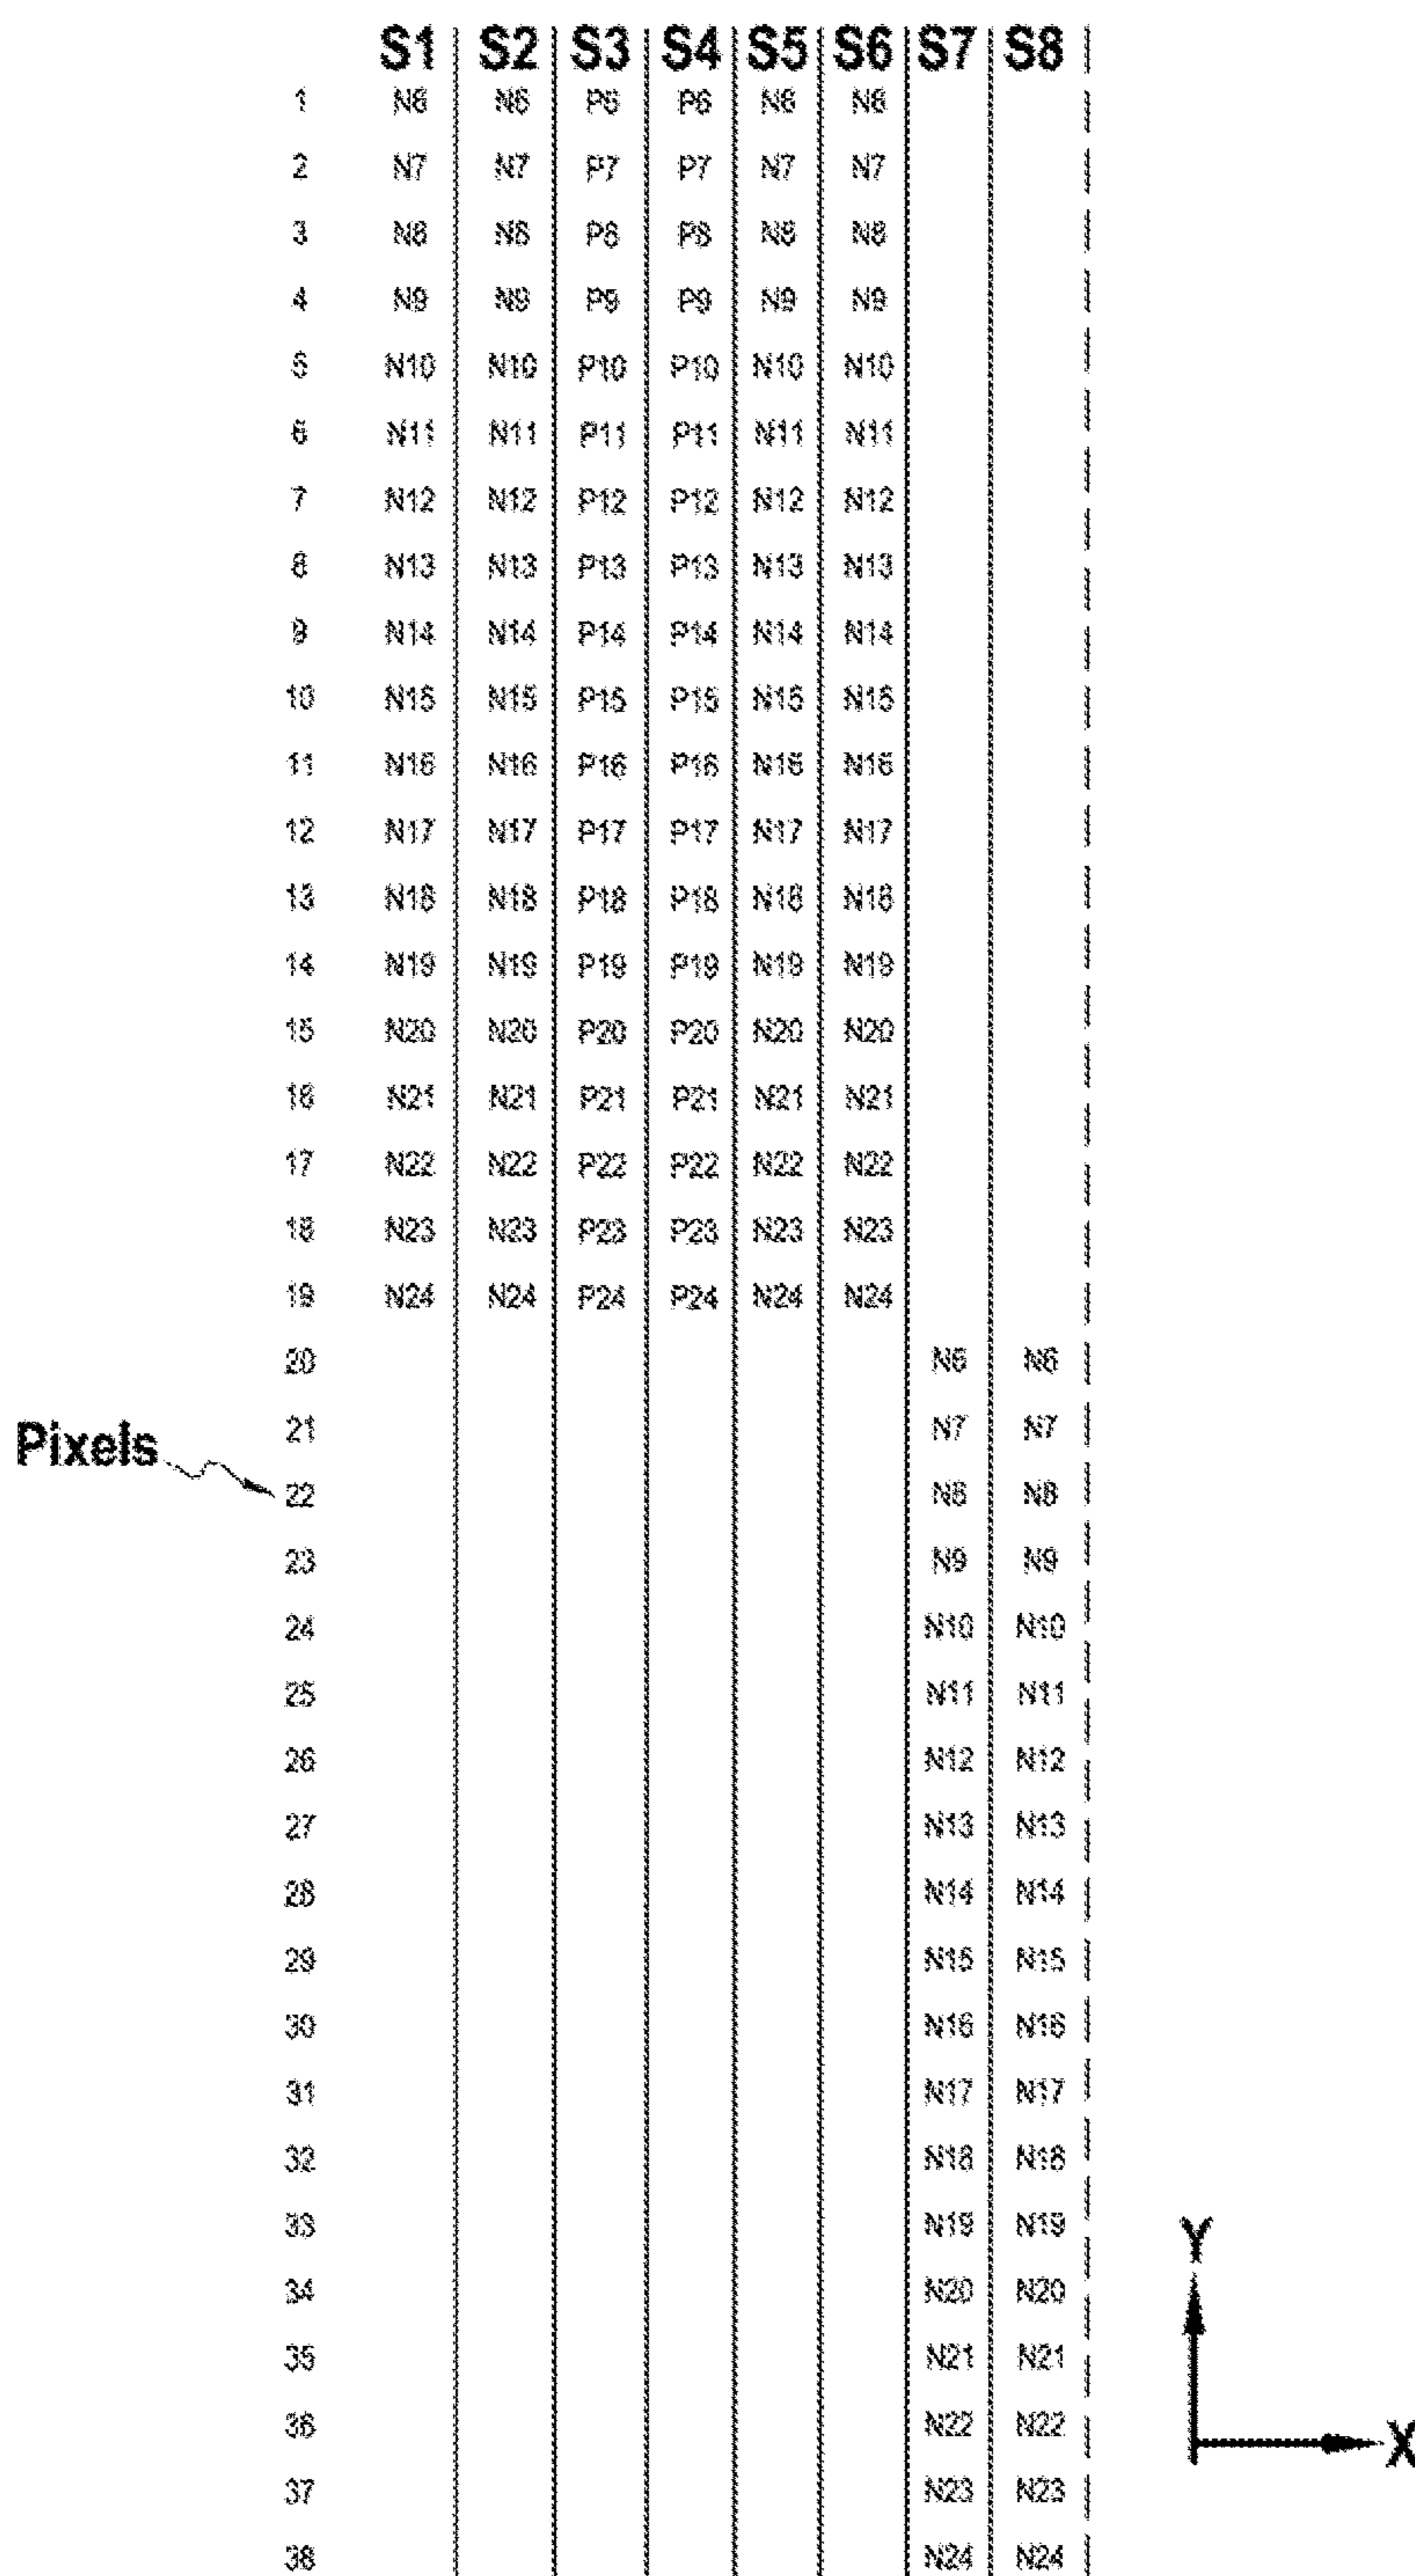 S1 S2 S3 S4 S5 S6 S7 S8
1 N6 N6 P6 P6 N6 N6
2 N7 N7 P7 P7 N7 N7
3 N8 N8 P8 P8 N8 N8
4 N9 N9 P9 P9 N9 N9
5 N10 N10 P10 P10 N10 N10
6 N11 N11 P11 P11 N11 N11
7 N12 N12 P12 P12 N12 N12
8 N13 N13 P13 P13 N13 N13
9 N14 N14 P14 P14 N14 N14
10 N15 N15 P15 P15 N15 N15
11 N16 N16 P16 P16 N16 N16
12 N17 N17 P17 P17 N17 N17
13 N18 N18 P18 P18 N18 N18
14 N19 N19 P19 P19 N19 N19
15 N20 N20 P20 P20 N20 N20
16 N21 N21 P21 P21 N21 N21
17 N22 N22 P22 P22 N22 N22
18 N23 N23 P23 P23 N23 N23
19 N24 N24 P24 P24 N24 N24
20 N6 N6
21 N7 N7
Pixels
22 N8 N8
23 N9 N9
24 N10 N10
25 N11 N11
26 N12 N12
27 N13 N13
28 N14 N14
29 N15 N15
30 N16 N16
31 N17 N17
32 N18 N18
33 N19 N19
Y
34 N20 N20
35 N21 N21
36 N22 N22
X
37 N23 N23
38 N24 N24